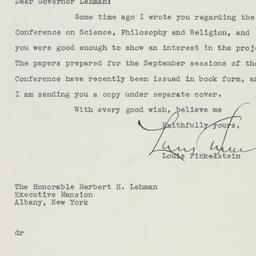 Dear Governor Lehman:
Some time ago I wrote you regarding the
Conference on Science, Philosophy and Religion, and
you were good enough to show an interest in the proje
The papers prepared for the September sessions of the
Conference have recently been issued in book form, an
I am sending you a copy under separate cover.
With every good wish, believe me
Faithfully yours,
Louis Finkelstein
The Honorable Herbert H. Lehman
Executive Mansion
Albany, New York
dr